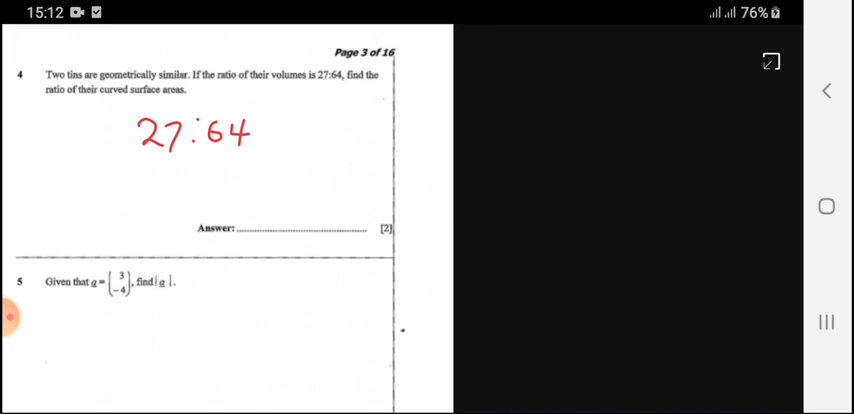 15:12
76%
Page 3 of 16
4 Two tins are geometrically similar. If the ratio of their volumes is 27:64, find the
ratio of their curved surface areas.
27:64
Answer: ........................................ [2]
5 Given that a = ( 3 -4 ), find | a |.